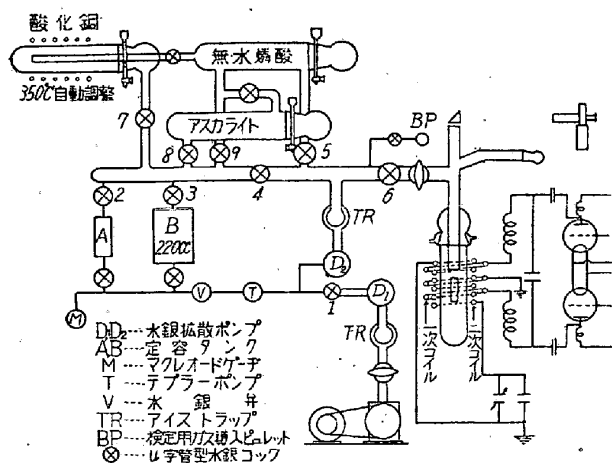 酸化銅
350℃自動調整
無水燐酸
アスカライト
BP
7
8
9
5
4
6
2
3
TR
A
B
220cc
D₂
M
V
T
1
D₁
TR
一次コイル
二次コイル
D₁D₂…水銀拡散ポンプ
AB…定容タンク
M…マクレオードゲーヂ
T…テプラーポンプ
V…水銀弁
TR…アイストラップ
BP…検定用ガス導入ビュレット
⊗…U字管型水銀コック